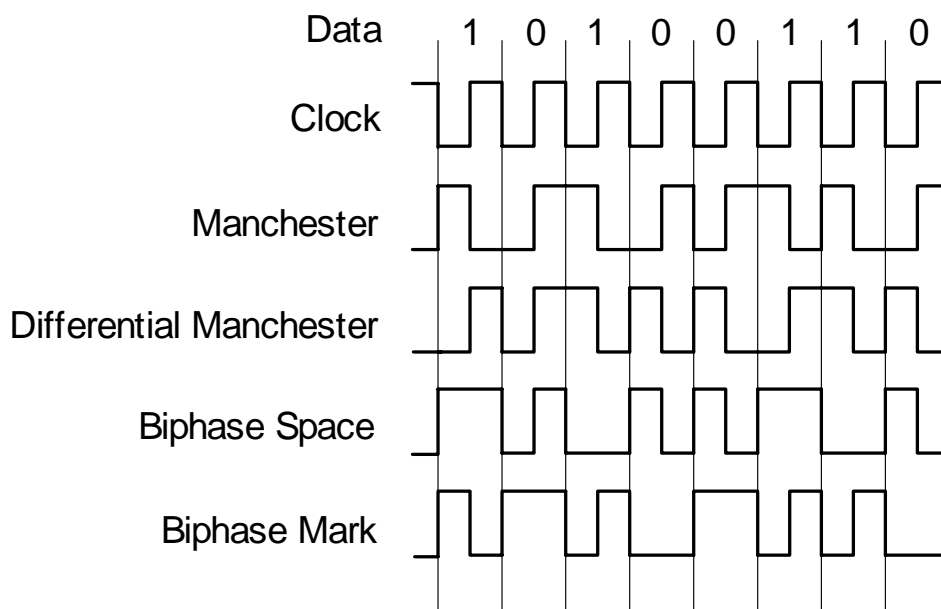 Data 1 0 1 0 0 1 1 0
Clock
Manchester
Differential Manchester
Biphase Space
Biphase Mark